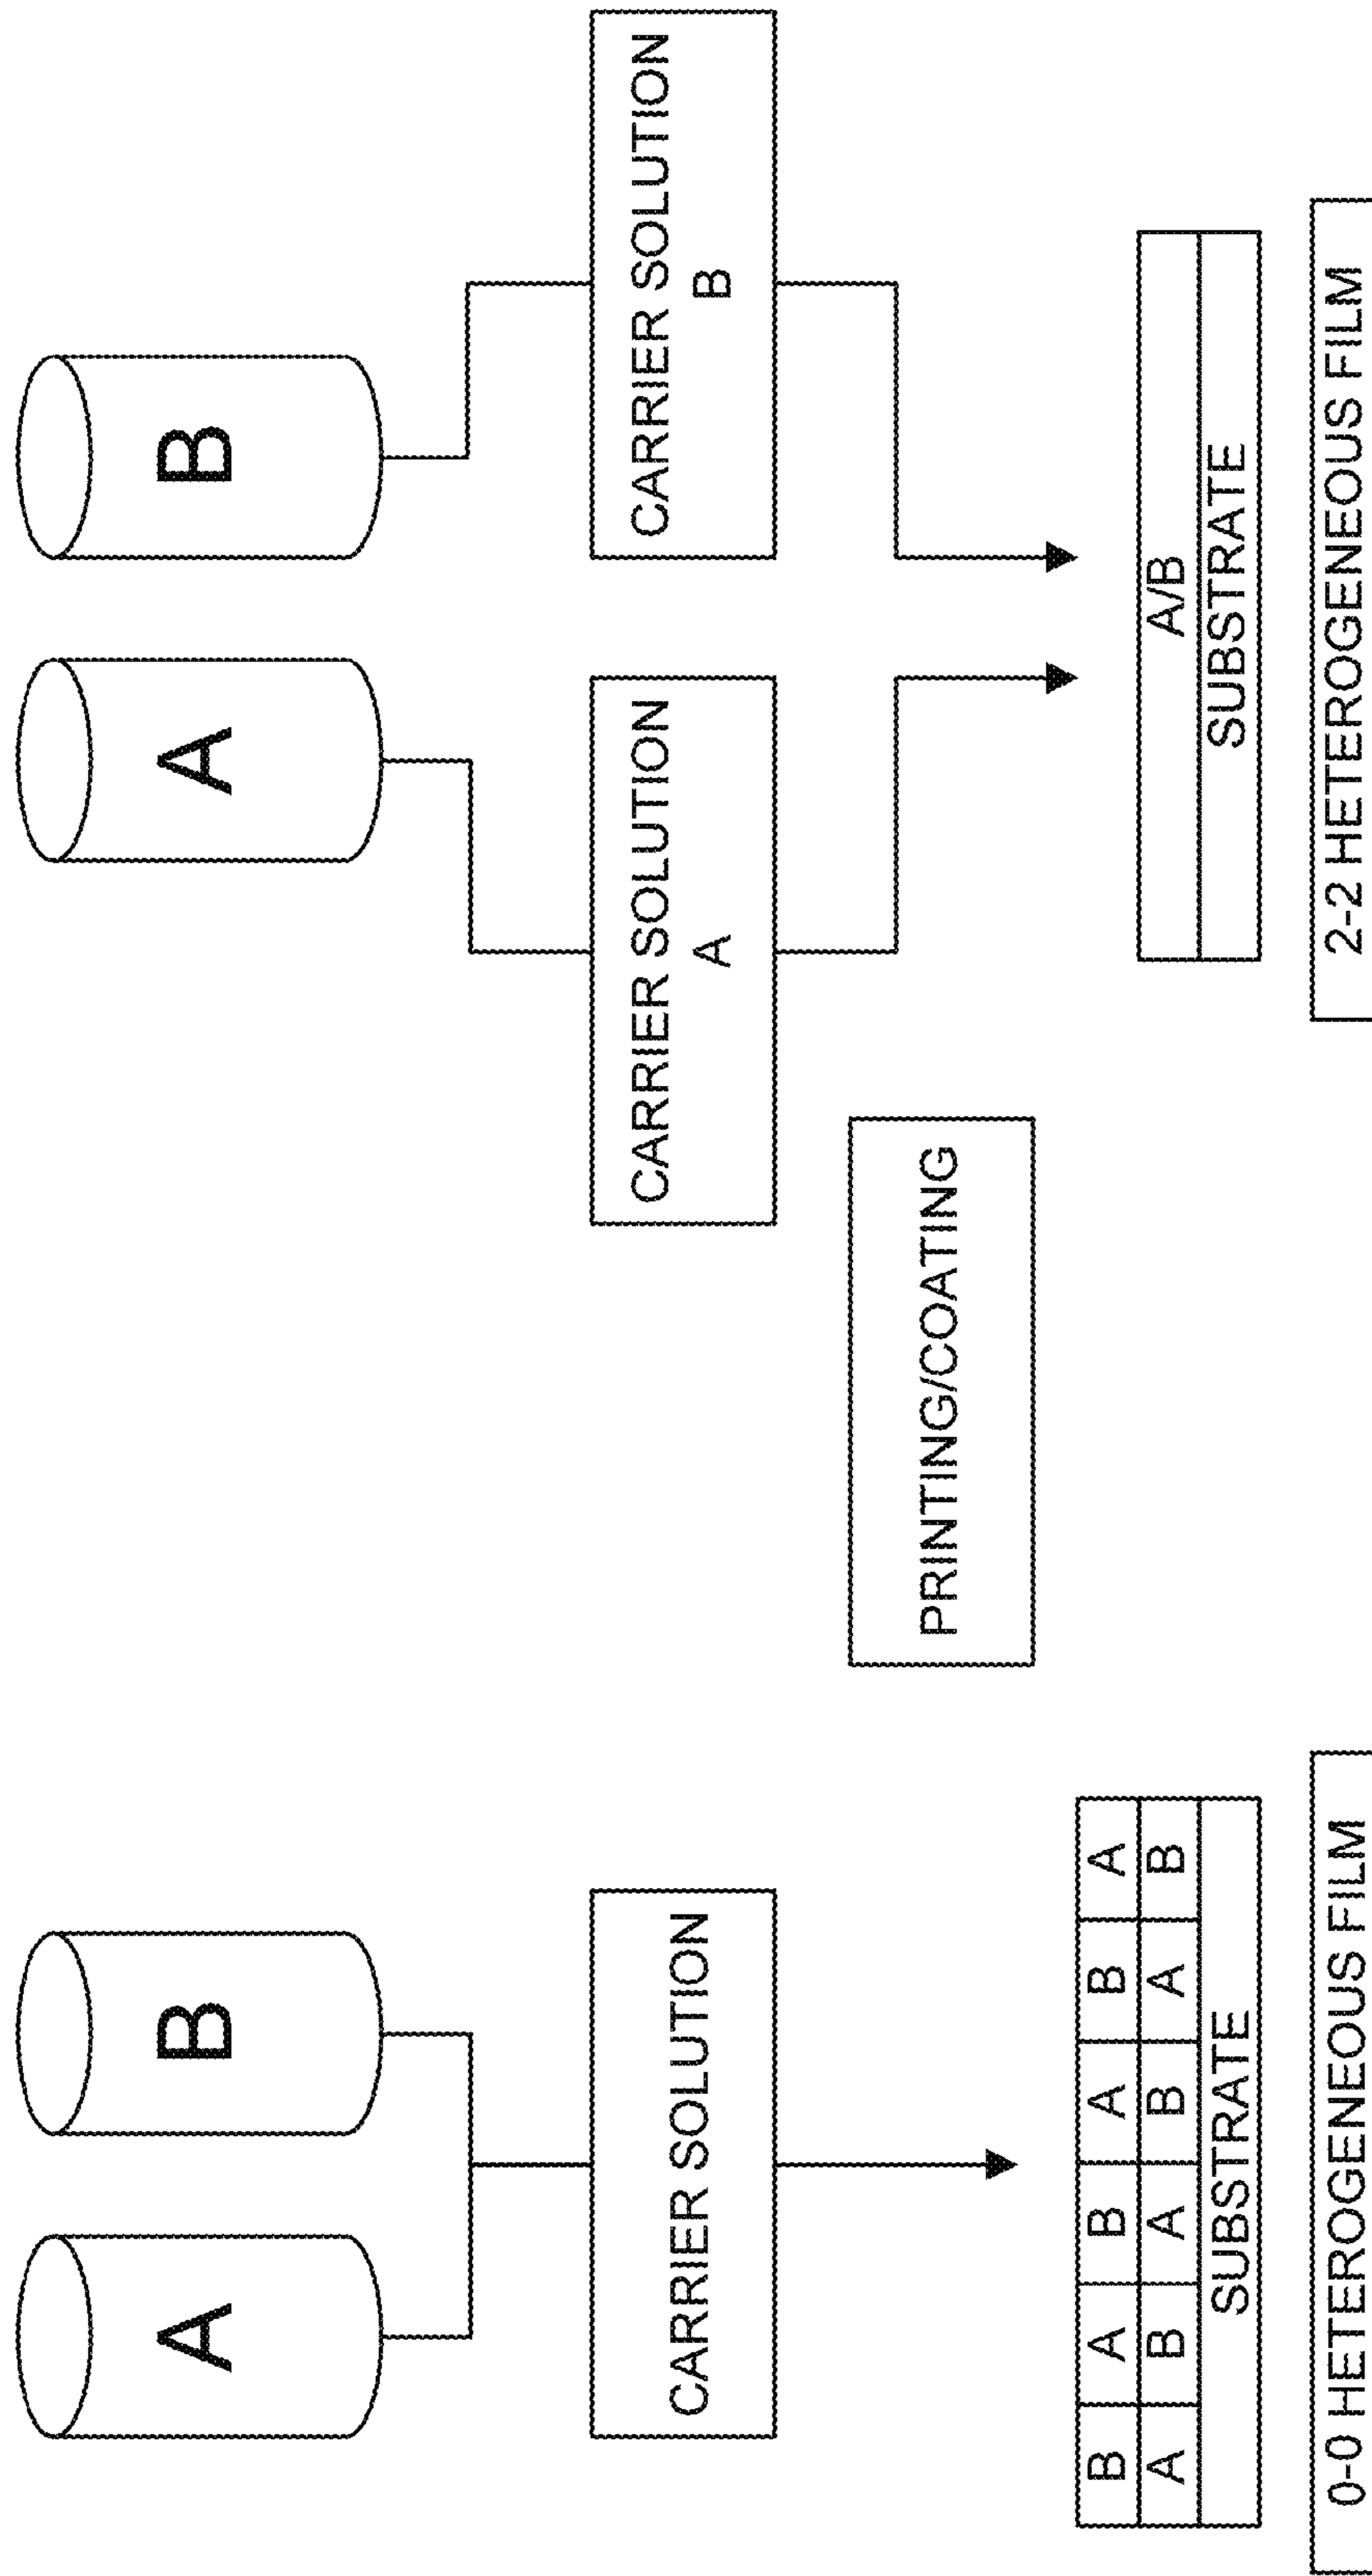 A
B
CARRIER SOLUTION
B A B A B A
A B A B A B
SUBSTRATE
0-0 HETEROGENEOUS FILM
PRINTING/COATING
A
B
CARRIER SOLUTION
A
CARRIER SOLUTION
B
A/B
SUBSTRATE
2-2 HETEROGENEOUS FILM